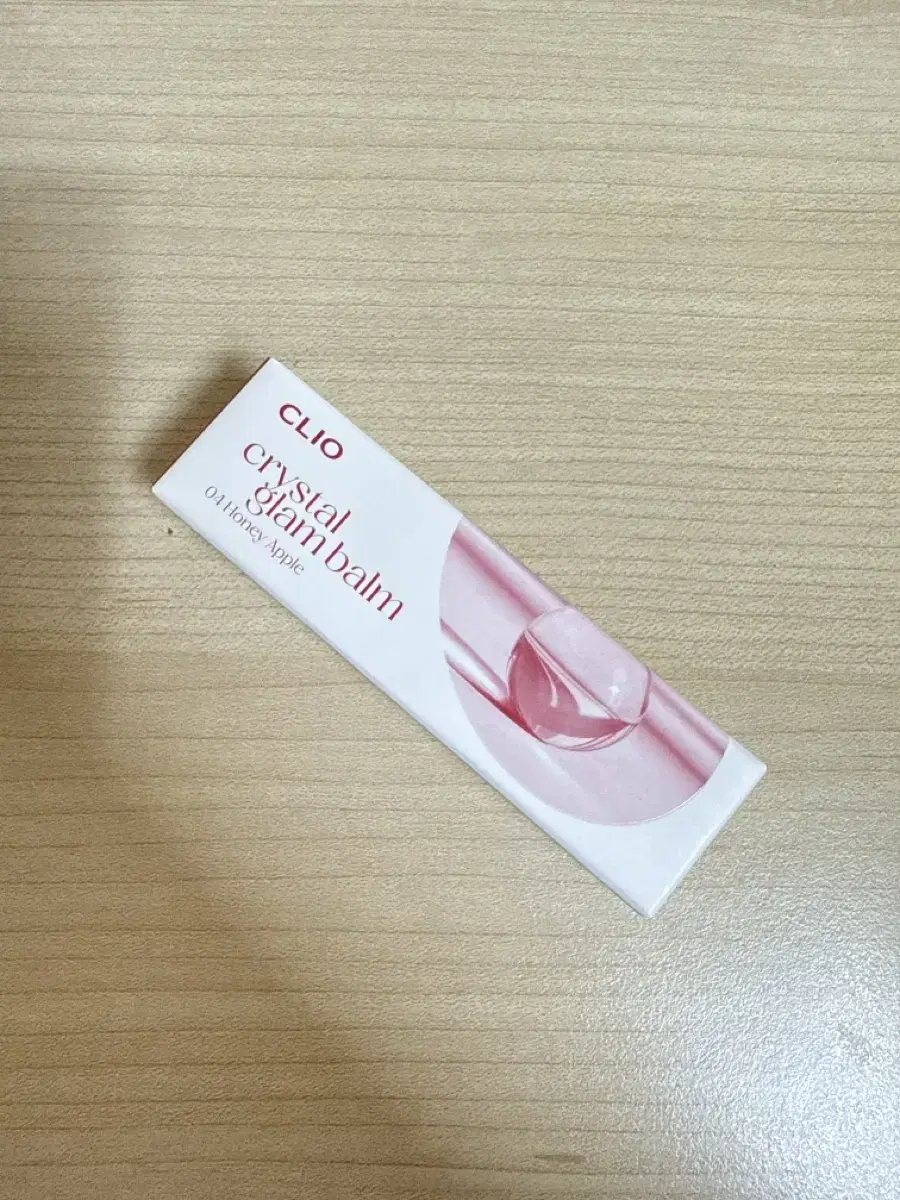 CLIO
crystal
glam balm
04 Honey Apple